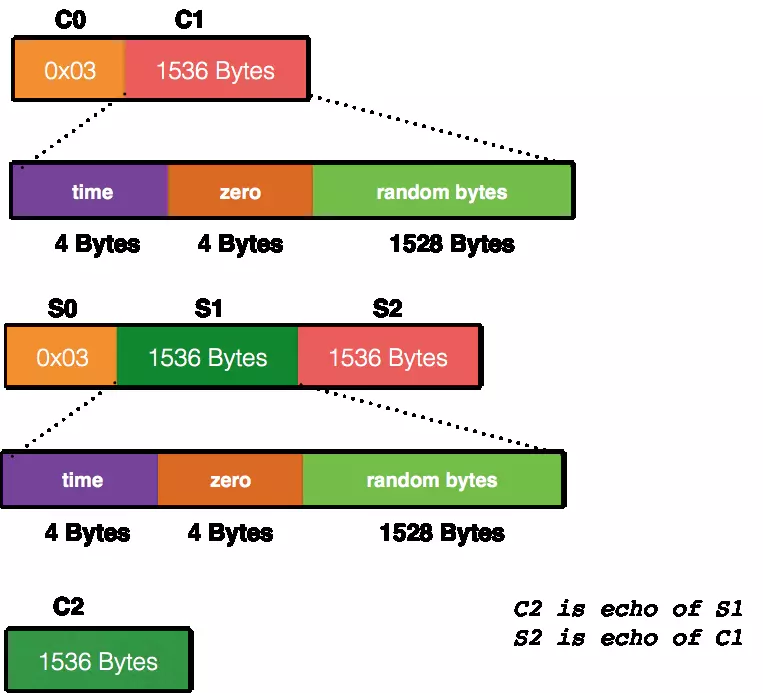 C0 C1
0x03 1536 Bytes
time zero random bytes
4 Bytes 4 Bytes 1528 Bytes
S0 S1 S2
0x03 1536 Bytes 1536 Bytes
time zero random bytes
4 Bytes 4 Bytes 1528 Bytes
C2
1536 Bytes
C2 is echo of S1
S2 is echo of C1